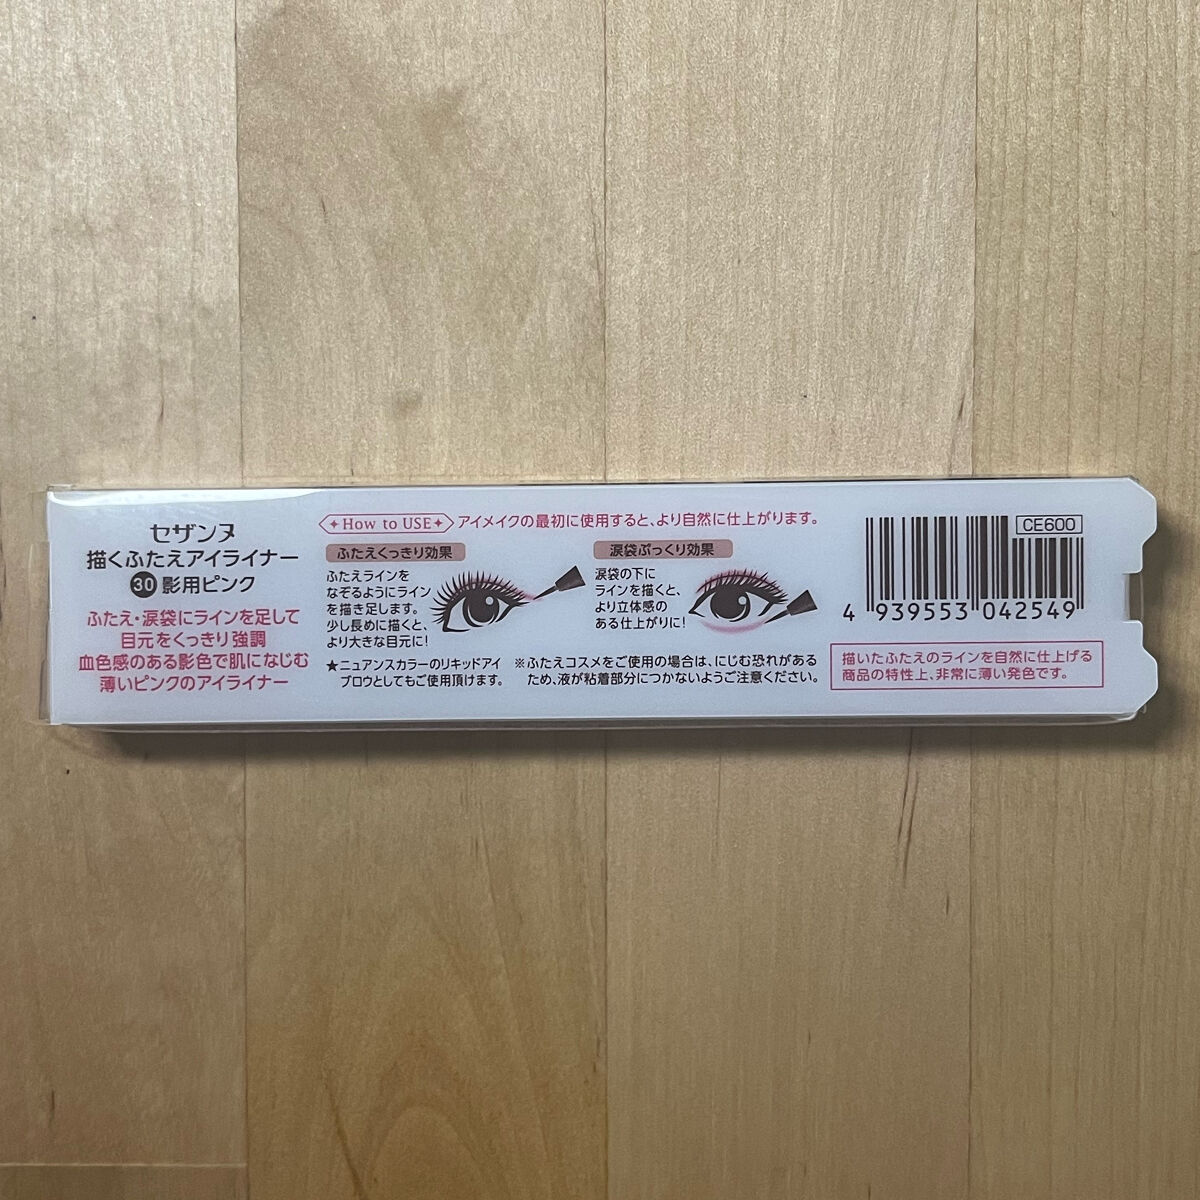 セザンヌ
描くふたえアイライナー
30 影用ピンク
ふたえ・涙袋にラインを足して
目元をくっきり強調
血色感のある影色で肌になじむ
薄いピンクのアイライナー
How to USE アイメイクの最初に使用すると、より自然に仕上がります。
ふたえくっきり効果
ふたえラインを
なぞるようにライン
を描き足します。
少し長めに描くと、
より大きな目元に!
★ニュアンスカラーのリキッドアイ
ブロウとしてもご使用頂けます。
涙袋ぷっくり効果
涙袋の下に
ラインを描くと、
より立体感の
ある仕上がりに!
※ふたえコスメをご使用の場合は、にじむ恐れがある
ため、液が粘着部分につかないようご注意ください。
CE600
4 939553 042549
描いたふたえのラインを自然に仕上げる
商品の特性上、非常に薄い発色です。